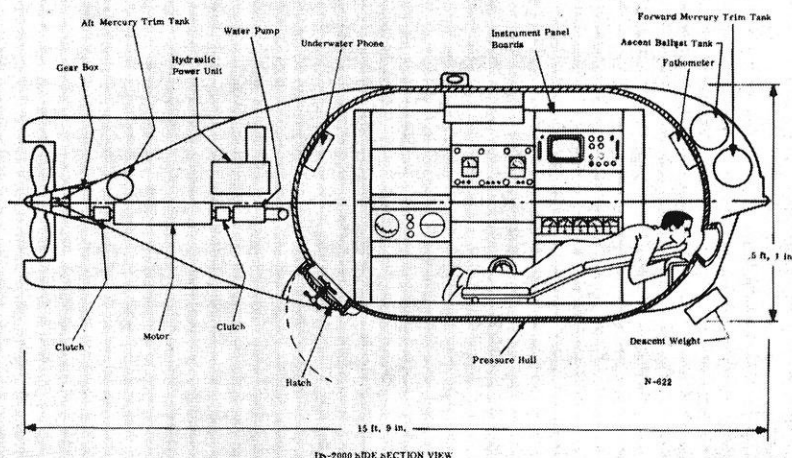 Forward Mercury Trim Tank
Aft Mercury Trim Tank
Water Pump
Instrument Panel
Boards
Ascent Ballast Tank
Underwater Phone
Fathometer
Hydraulic
Power Unit
Gear Box
5 ft, 1 in.
Clutch
Motor
Clutch
Hatch
Pressure Hull
Descent Weight
N-622
15 ft, 9 in.
-2000 SIDE SECTION VIEW